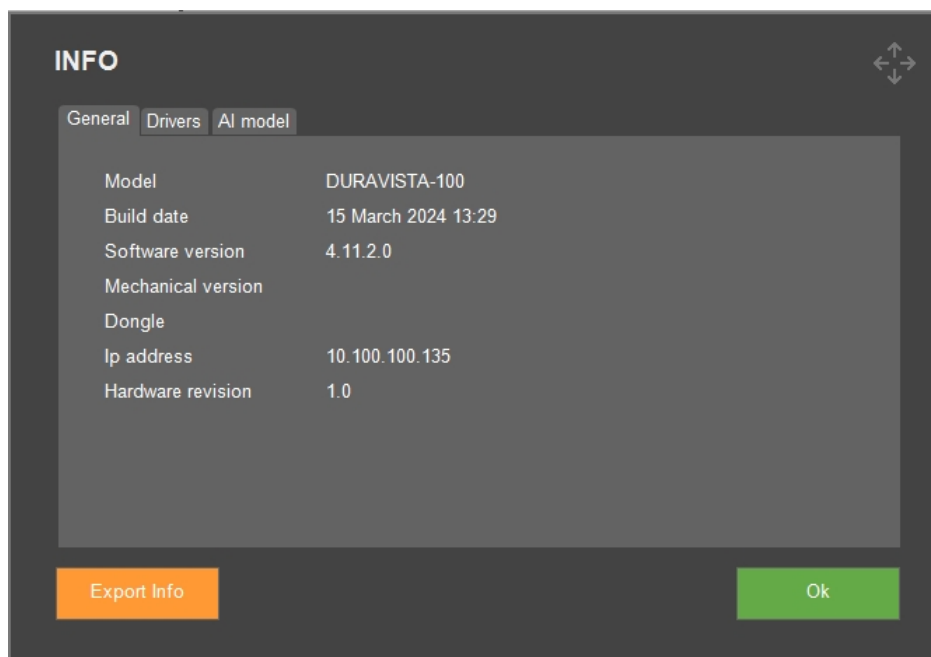 INFO
General Drivers AI model
Model DURAVISTA-100
Build date 15 March 2024 13:29
Software version 4.11.2.0
Mechanical version
Dongle
Ip address 10.100.100.135
Hardware revision 1.0
Export Info Ok